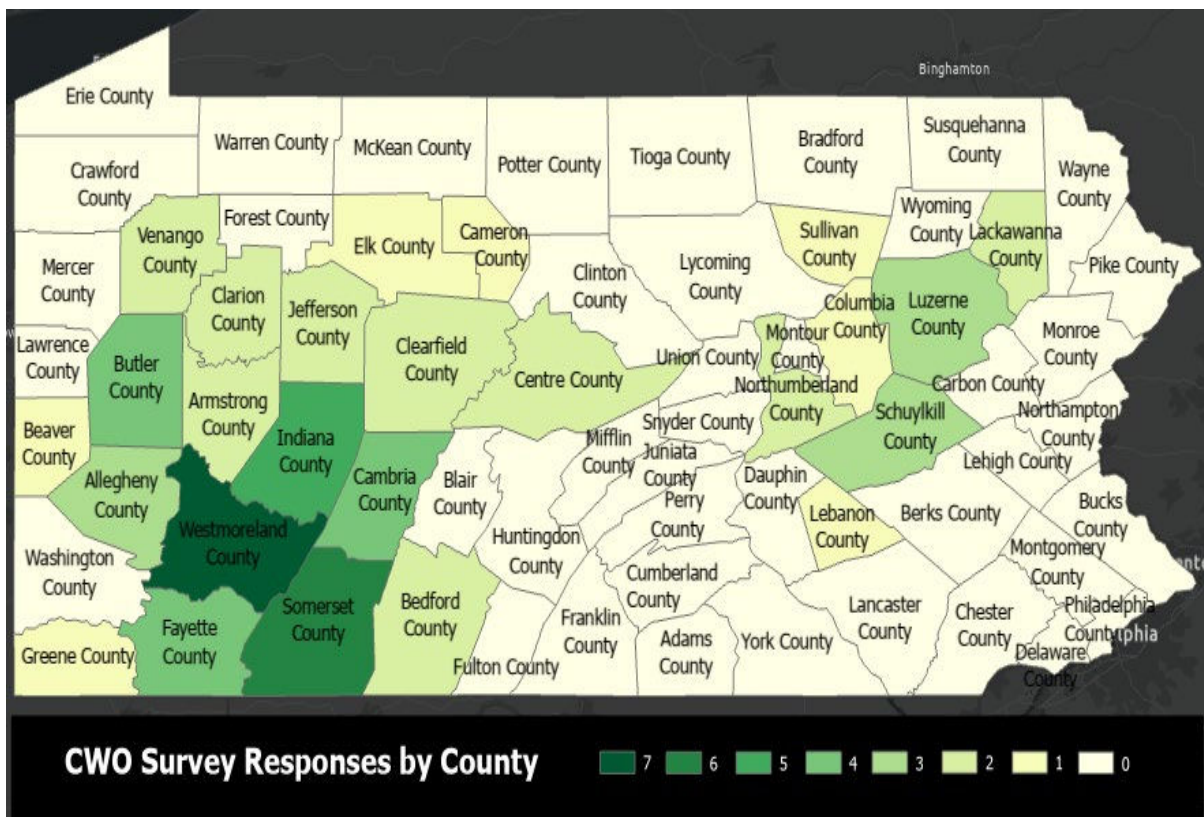 Binghamton
Erie County
Warren County
McKean County
Potter County
Tioga County
Bradford
County
Susquehanna
County
Crawford
County
Wayne
County
Forest County
Wyoming
County
Venango
County
Elk County
Cameron
County
Sullivan
County
Lackawanna
County
Mercer
County
Clinton
County
Lycoming
County
Pike County
Clarion
County
Jefferson
County
Columbia
County
Luzerne
County
Lawrence
County
Butler
County
Clearfield
County
Centre County
Union County
Montour
County
Monroe
County
Carbon County
Armstrong
County
Northumberland
County
Beaver
County
Indiana
County
Snyder County
Schuylkill
County
Northampton
County
Mifflin
County
Juniata
County
Lehigh County
Allegheny
County
Cambria
County
Blair
County
Dauphin
County
Perry
County
Bucks
County
Westmoreland
County
Huntingdon
County
Lebanon
County
Berks County
Washington
County
Montgomery
County
Cumberland
County
Somerset
County
Bedford
County
Franklin
County
Lancaster
County
Chester
County
Philadelphia
County
lphia
Fayette
County
Greene County
Fulton County
Adams
County
York County
Delaware
County
CWO Survey Responses by County
7 6 5 4 3 2 1 0